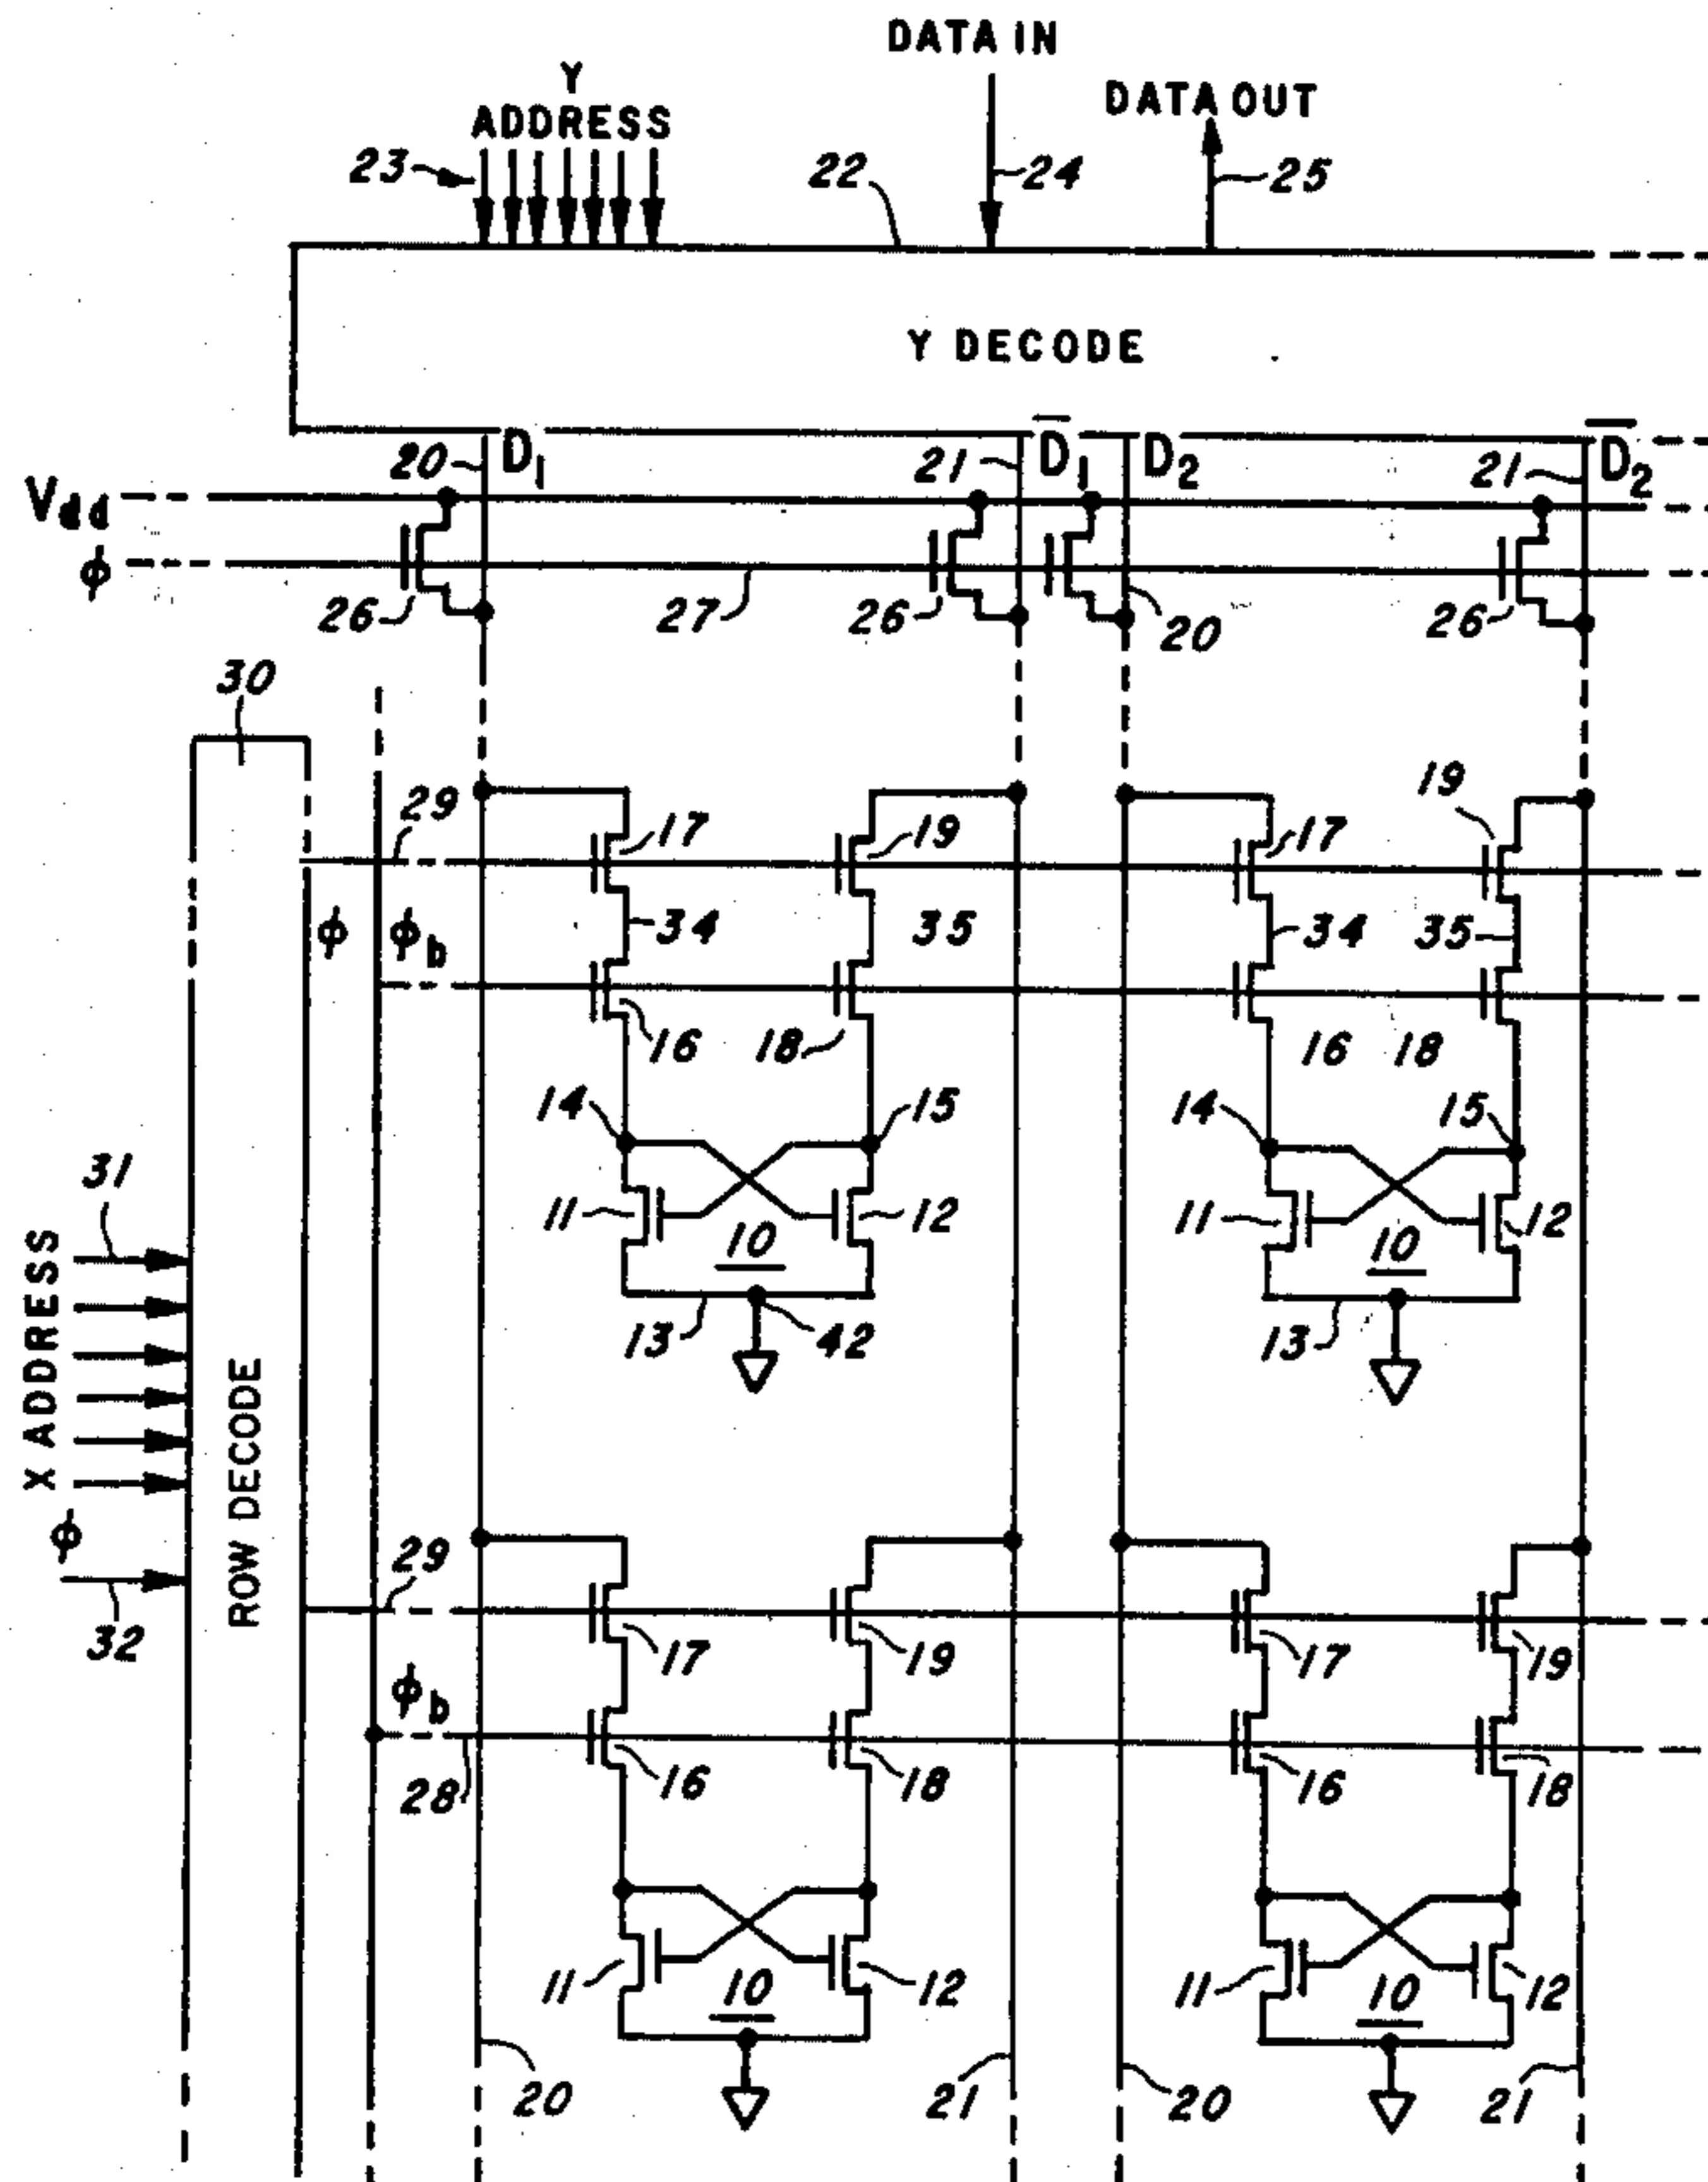 DATA IN
Y
ADDRESS
DATA OUT
23
22
24
25
Y DECODE
20 D1 21 D̅1 D2 21 D̅2
Vdd
ϕ
26 27 26 20 26
30
29 17 19 17 19
ϕ ϕb 34 35 34 35
16 18 16 18
14 15 14 15
31
11 10 12 11 10 12
13 42 13
X ADDRESS
ROW DECODE
ϕ
32
29
17 19 17 19
ϕb
28 16 18 16 18
11 10 12 11 10 12
20 21 20 21